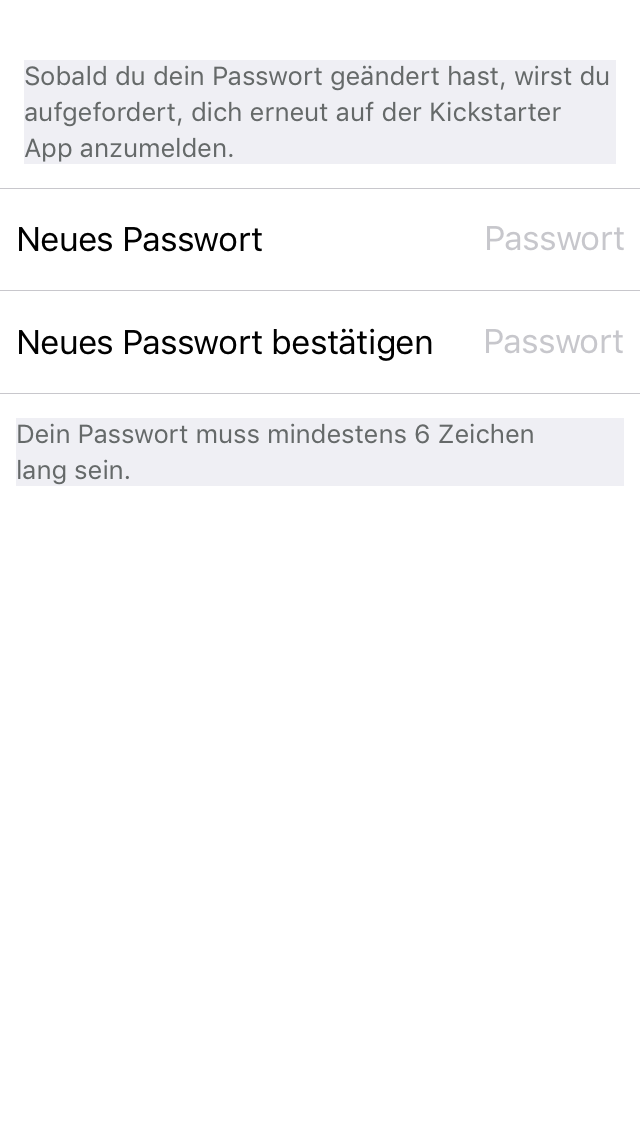 Sobald du dein Passwort geändert hast, wirst du
aufgefordert, dich erneut auf der Kickstarter
App anzumelden.
Neues Passwort Passwort
Neues Passwort bestätigen Passwort
Dein Passwort muss mindestens 6 Zeichen
lang sein.